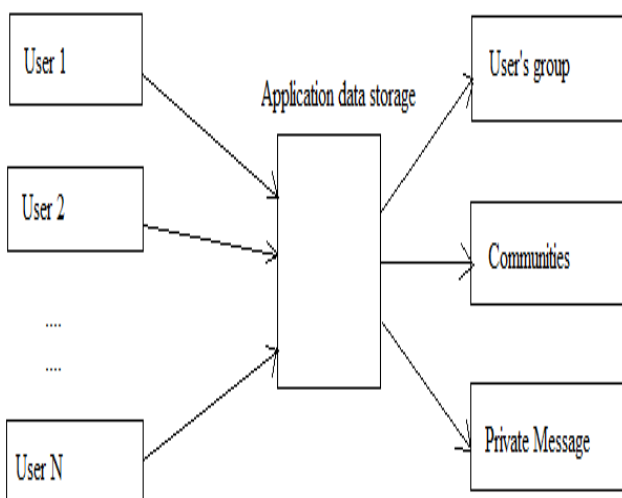 User 1
User's group
Application data storage
User 2
Communities
....
....
User N
Private Message